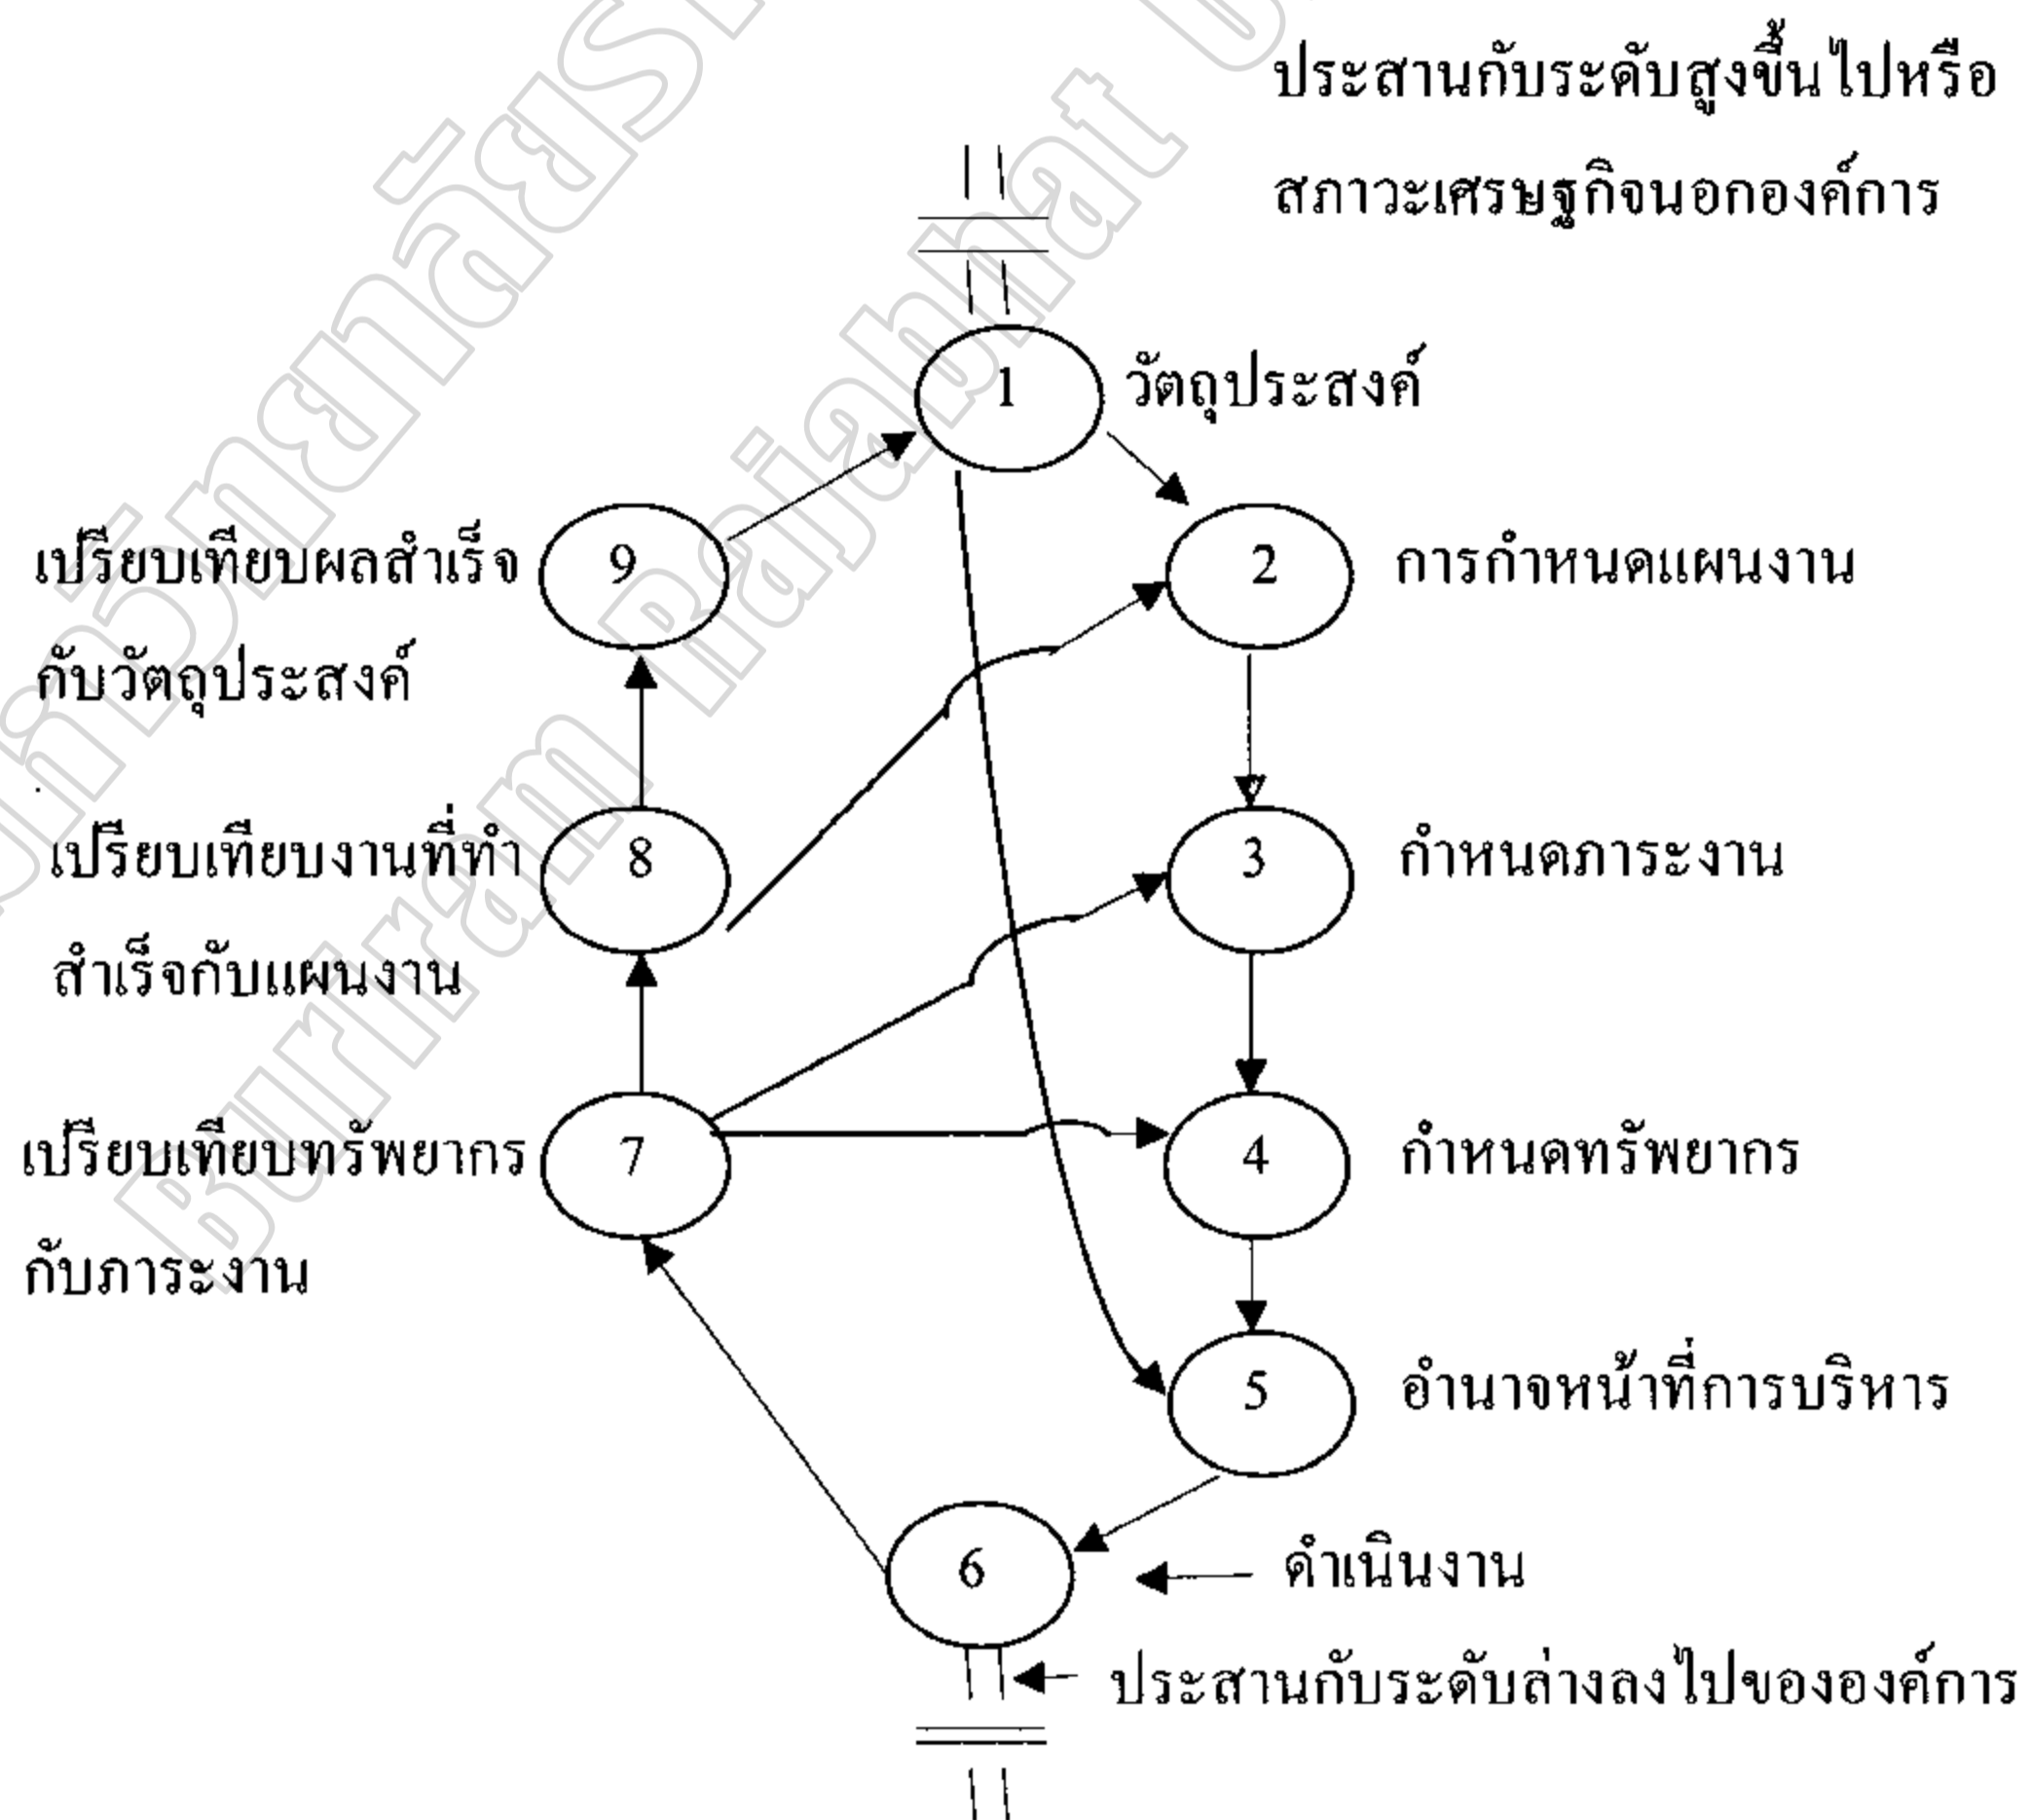 ประสานกับระดับสูงขึ้นไปหรือ
สภาวะเศรษฐกิจนอกองค์การ
1
วัตถุประสงค์
เปรียบเทียบผลสำเร็จ
กับวัตถุประสงค์
9
2
การกำหนดแผนงาน
เปรียบเทียบงานที่ทำ
สำเร็จกับแผนงาน
8
3
กำหนดภาระงาน
เปรียบเทียบทรัพยากร
กับภาระงาน
7
4
กำหนดทรัพยากร
5
อำนาจหน้าที่การบริหาร
6
ดำเนินงาน
ประสานกับระดับล่างลงไปขององค์การ
Buriram Rajabhat